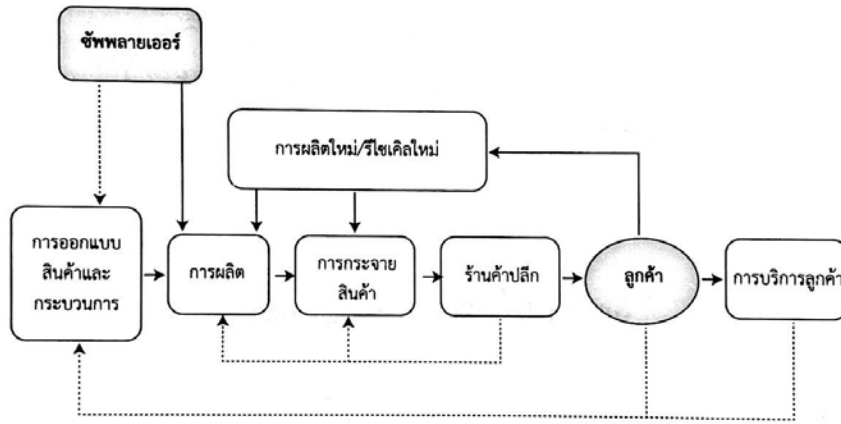 ซัพพลายเออร์
การผลิตใหม่/รีไซเคิลใหม่
การออกแบบ
สินค้าและ
กระบวนการ
การผลิต
การกระจาย
สินค้า
ร้านค้าปลีก
ลูกค้า
การบริการลูกค้า